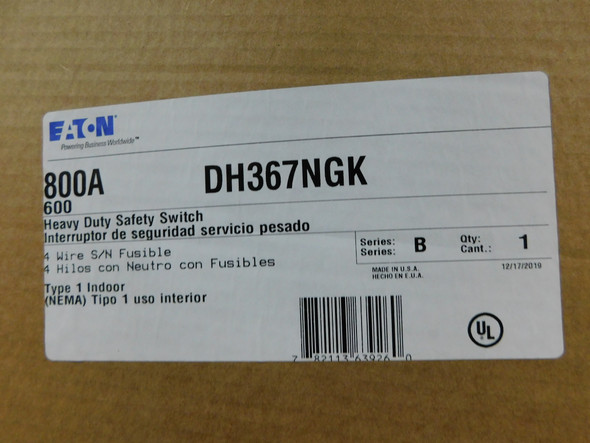 EATON
Powering Business Worldwide™
800A DH367NGK
600
Heavy Duty Safety Switch
Interruptor de seguridad servicio pesado
4 Wire S/N Fusible
4 Hilos con Neutro con Fusibles
Series: B Qty: 1
Series: Cant.:
MADE IN U.S.A.
HECHO EN E.U.A.
12/17/2019
Type 1 Indoor
(NEMA) Tipo 1 uso interior
7 82113 63926 0
UL